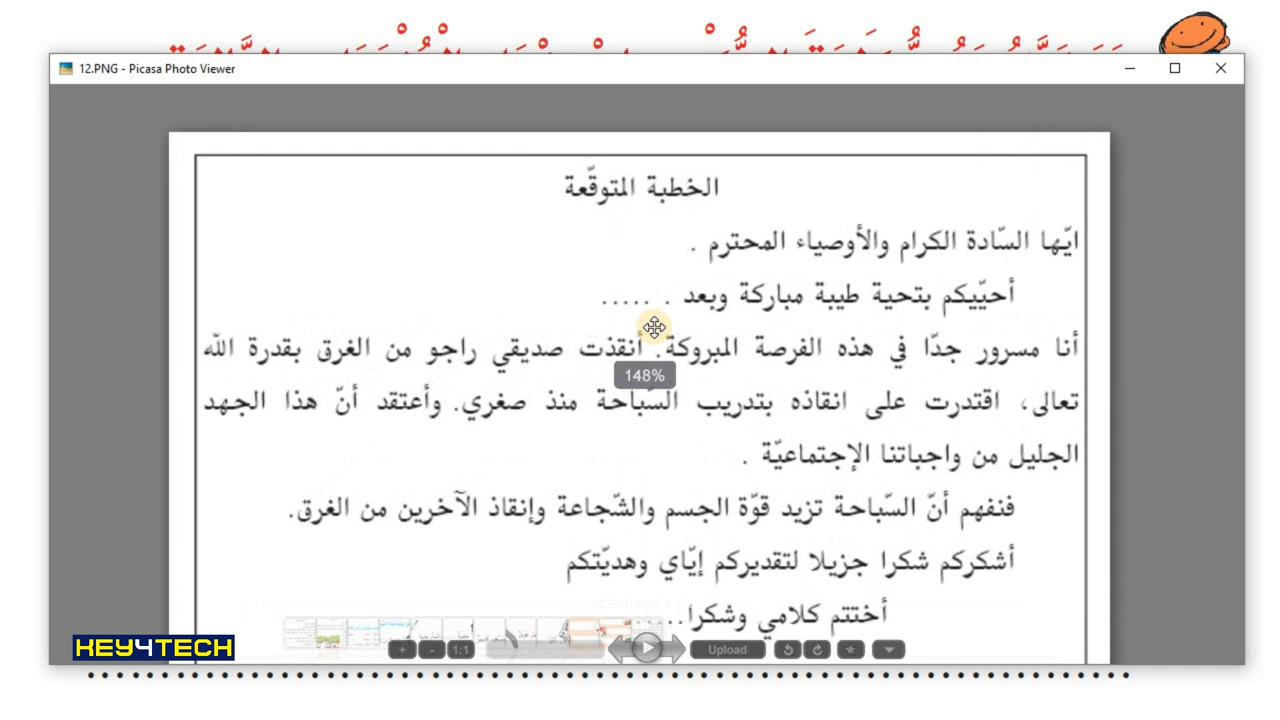 12.PNG - Picasa Photo Viewer
الخطبة المتوقّعة
ايّها السّادة الكرام والأوصياء المحترم .
أحيّيكم بتحية طيبة مباركة وبعد . .....
أنا مسرور جدّا في هذه الفرصة المبروكة. أنقذت صديقي راجو من الغرق بقدرة الله
148%
تعالى، اقتدرت على انقاذه بتدريب السّباحة منذ صغري. وأعتقد أنّ هذا الجهد
الجليل من واجباتنا الإجتماعيّة .
فنفهم أنّ السّباحة تزيد قوّة الجسم والشّجاعة وإنقاذ الآخرين من الغرق.
أشكركم شكرا جزيلا لتقديركم إيّاي وهديّتكم
أختتم كلامي وشكرا.....
KEY4TECH
+ - 1:1 Upload